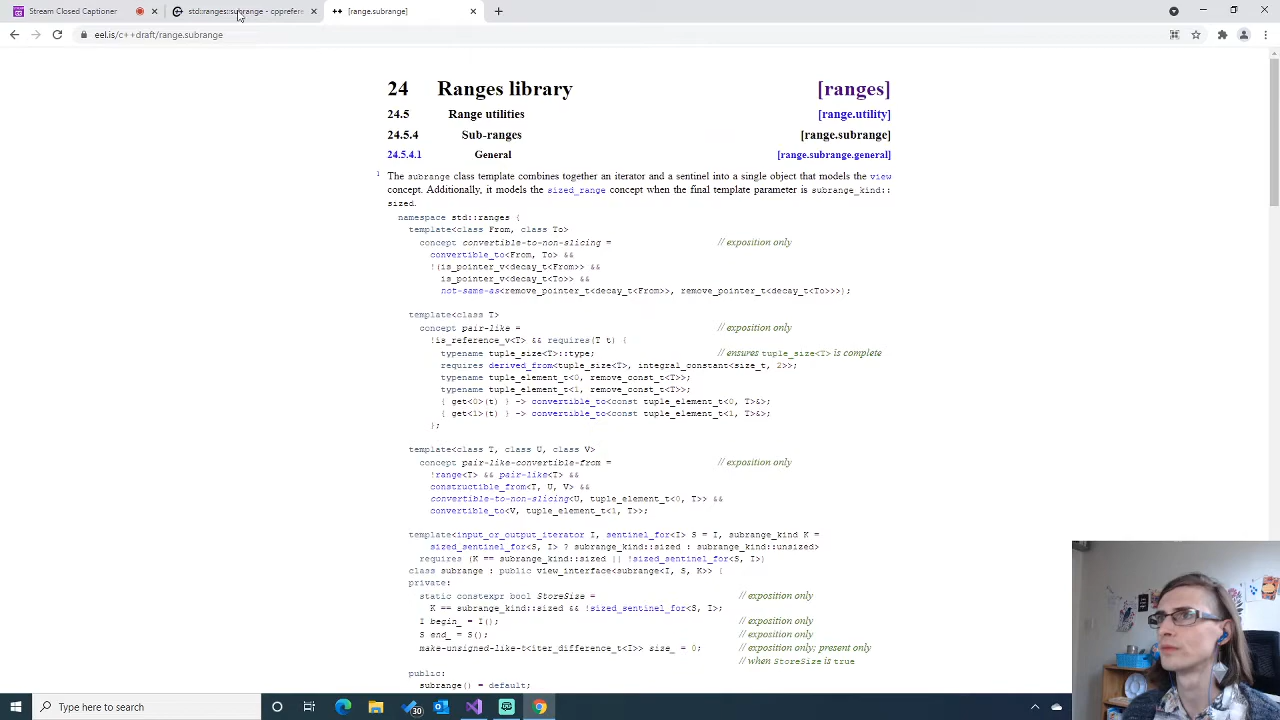 Stream Closed Captioner
std::ranges::subrange - cpprefere
[range.subrange]
eel.is/c++draft/range.subrange
24 Ranges library [ranges]
24.5 Range utilities [range.utility]
24.5.4 Sub-ranges [range.subrange]
24.5.4.1 General [range.subrange.general]
1 The subrange class template combines together an iterator and a sentinel into a single object that models the view
concept. Additionally, it models the sized_range concept when the final template parameter is subrange_kind::
sized.
namespace std::ranges {
template<class From, class To>
concept convertible-to-non-slicing = // exposition only
convertible_to<From, To> &&
!(is_pointer_v<decay_t<From>> &&
is_pointer_v<decay_t<To>> &&
not-same-as<remove_pointer_t<decay_t<From>>, remove_pointer_t<decay_t<To>>>);
template<class T>
concept pair-like = // exposition only
!is_reference_v<T> && requires(T t) {
typename tuple_size<T>::type; // ensures tuple_size<T> is complete
requires derived_from<tuple_size<T>, integral_constant<size_t, 2>>;
typename tuple_element_t<0, remove_const_t<T>>;
typename tuple_element_t<1, remove_const_t<T>>;
{ get<0>(t) } -> convertible_to<const tuple_element_t<0, T>&>;
{ get<1>(t) } -> convertible_to<const tuple_element_t<1, T>&>;
};
template<class T, class U, class V>
concept pair-like-convertible-from = // exposition only
!range<T> && pair-like<T> &&
constructible_from<T, U, V> &&
convertible-to-non-slicing<U, tuple_element_t<0, T>> &&
convertible_to<V, tuple_element_t<1, T>>;
template<input_or_output_iterator I, sentinel_for<I> S = I, subrange_kind K =
sized_sentinel_for<S, I> ? subrange_kind::sized : subrange_kind::unsized>
requires (K == subrange_kind::sized || !sized_sentinel_for<S, I>)
class subrange : public view_interface<subrange<I, S, K>> {
private:
static constexpr bool StoreSize = // exposition only
K == subrange_kind::sized && !sized_sentinel_for<S, I>;
I begin_ = I(); // exposition only
S end_ = S(); // exposition only
make-unsigned-like-t<iter_difference_t<I>> size_ = 0; // exposition only; present only
// when StoreSize is true
public:
subrange() = default;
Type here to search
30